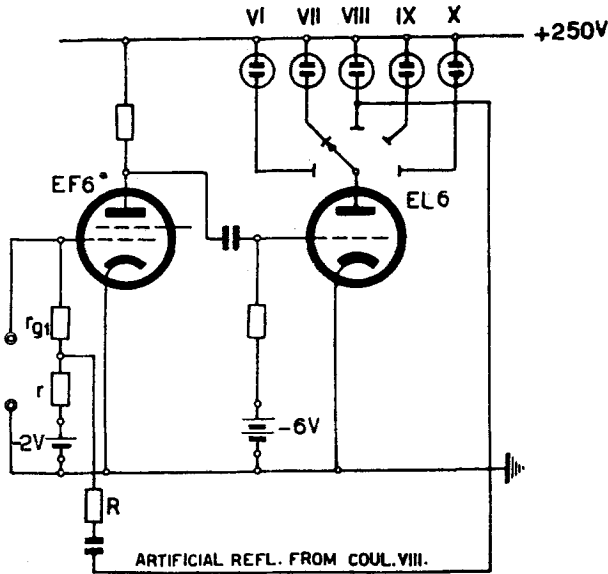 VI VII VIII IX X
+250V
EF6*
EL6
rg1
r
-2V
-6V
R
ARTIFICIAL REFL. FROM COUL. VIII.